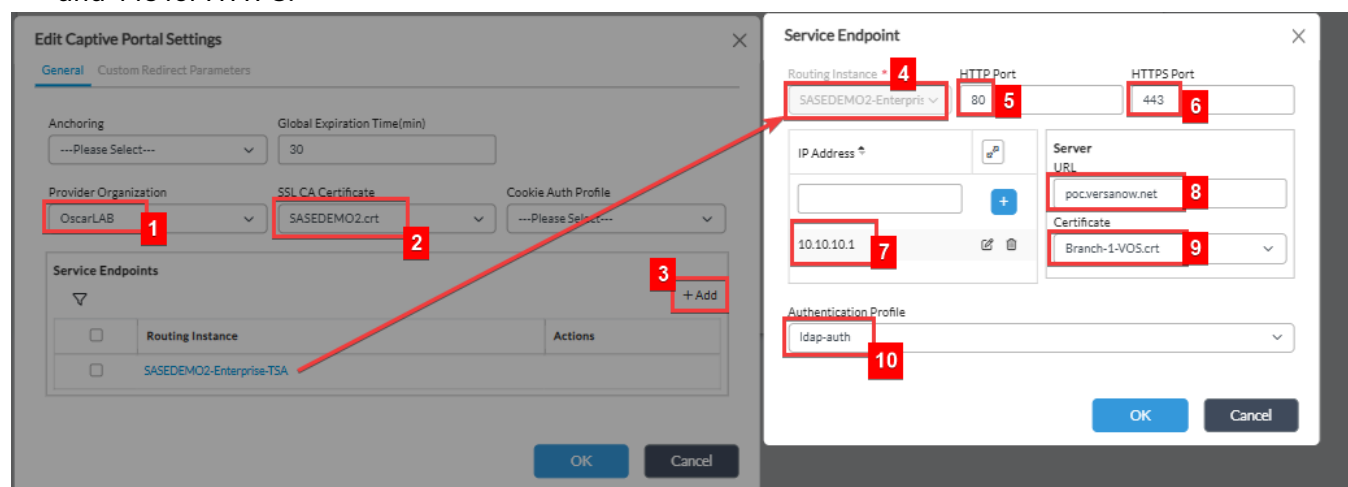 Edit Captive Portal Settings
General Custom Redirect Parameters
Anchoring Global Expiration Time(min)
---Please Select--- 30
Provider Organization SSL CA Certificate Cookie Auth Profile
OscarLAB SASEDEMO2.crt ---Please Select---
1
2
Service Endpoints
3
+ Add
Routing Instance Actions
SASEDEMO2-Enterprise-TSA
OK Cancel
Service Endpoint
Routing Instance * 4 HTTP Port HTTPS Port
SASEDEMO2-Enterpris 80 5 443 6
IP Address
+
10.10.10.1 7
Server
URL
poc.versanow.net 8
Certificate
Branch-1-VOS.crt 9
Authentication Profile
ldap-auth
10
OK Cancel